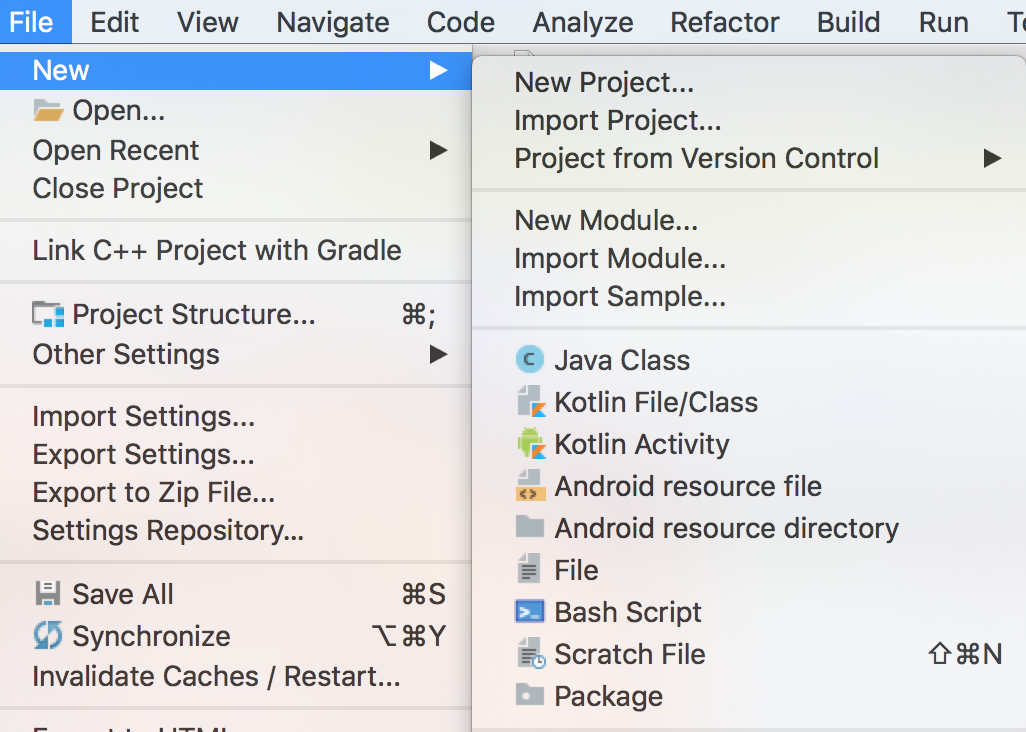 File Edit View Navigate Code Analyze Refactor Build Run
New
Open...
Open Recent
Close Project
Link C++ Project with Gradle
Project Structure... ⌘;
Other Settings
Import Settings...
Export Settings...
Export to Zip File...
Settings Repository...
Save All ⌘S
Synchronize ⌥⌘Y
Invalidate Caches / Restart...
New Project...
Import Project...
Project from Version Control
New Module...
Import Module...
Import Sample...
Java Class
Kotlin File/Class
Kotlin Activity
Android resource file
Android resource directory
File
Bash Script
Scratch File ⇧⌘N
Package